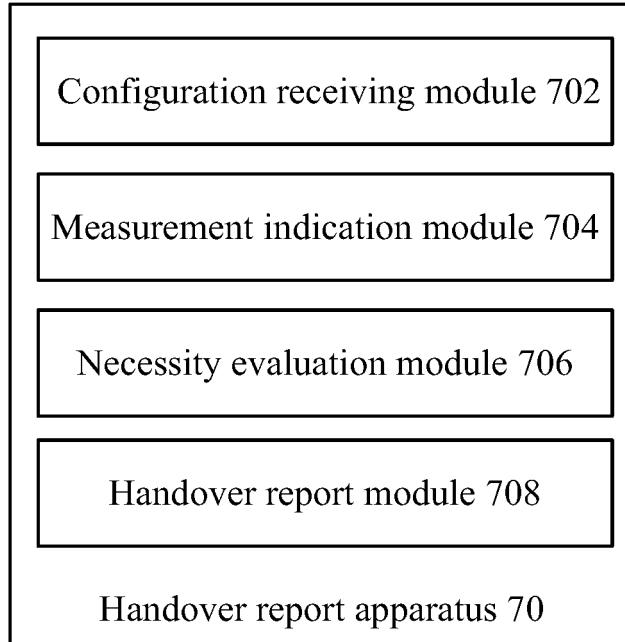 Configuration receiving module 702
Measurement indication module 704
Necessity evaluation module 706
Handover report module 708
Handover report apparatus 70